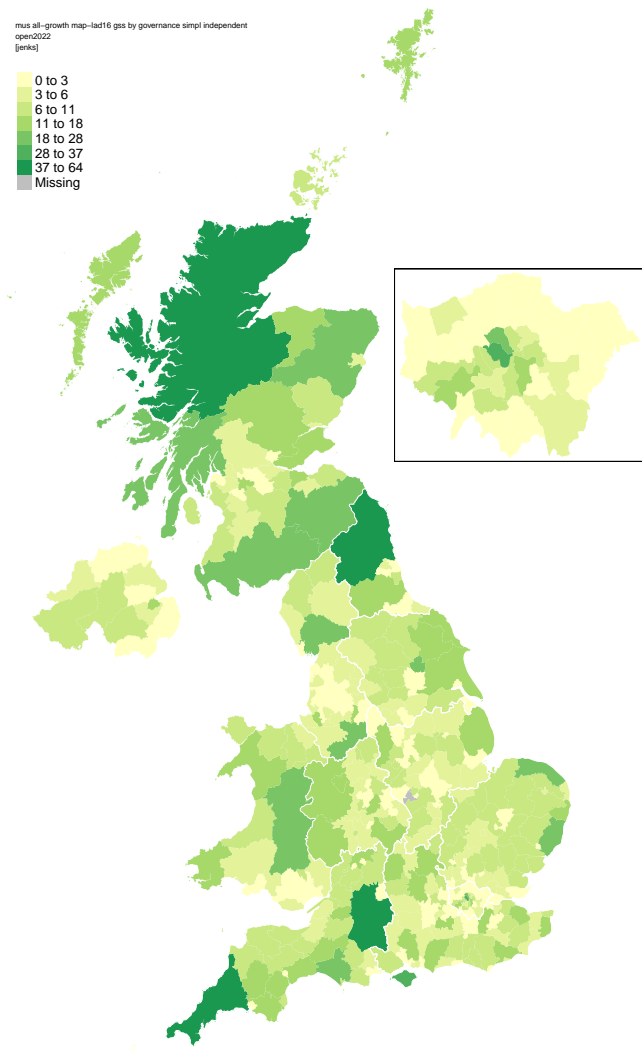 mus all−growth map−lad16 gss by governance simpl independent
open2022
[jenks]
0 to 3
3 to 6
6 to 11
11 to 18
18 to 28
28 to 37
37 to 64
Missing